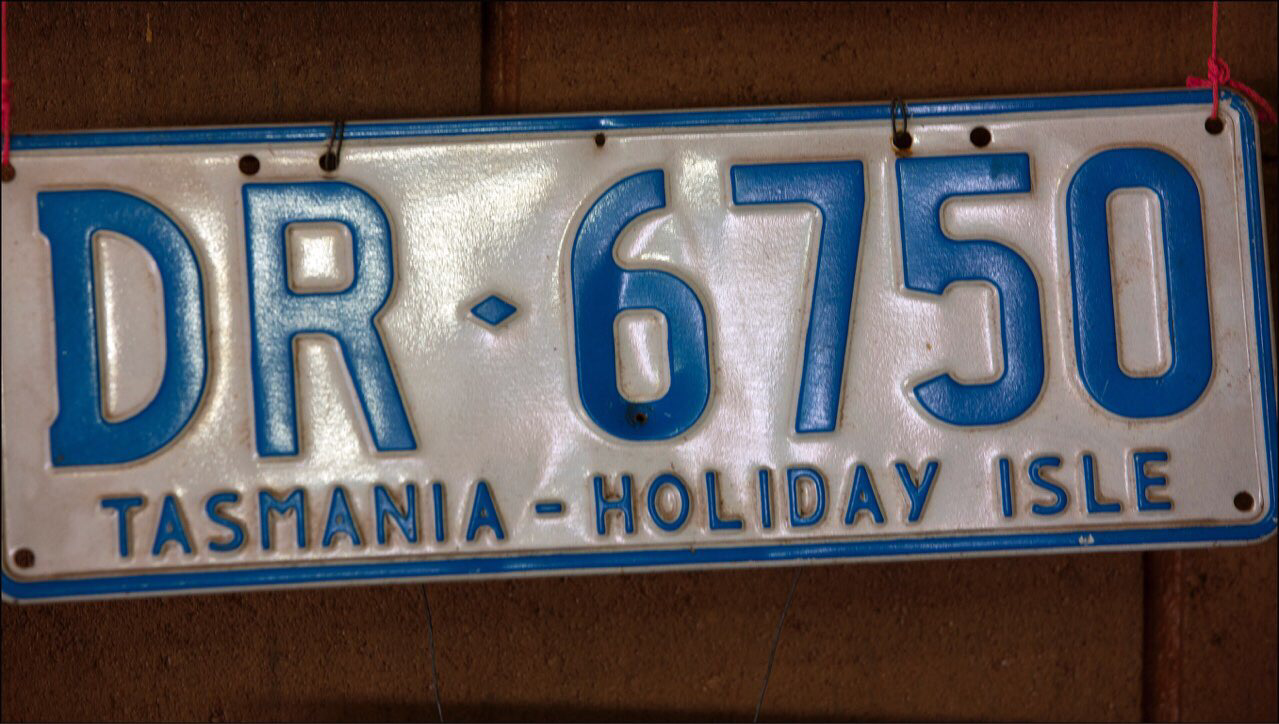 DR·6750
TASMANIA - HOLIDAY ISLE